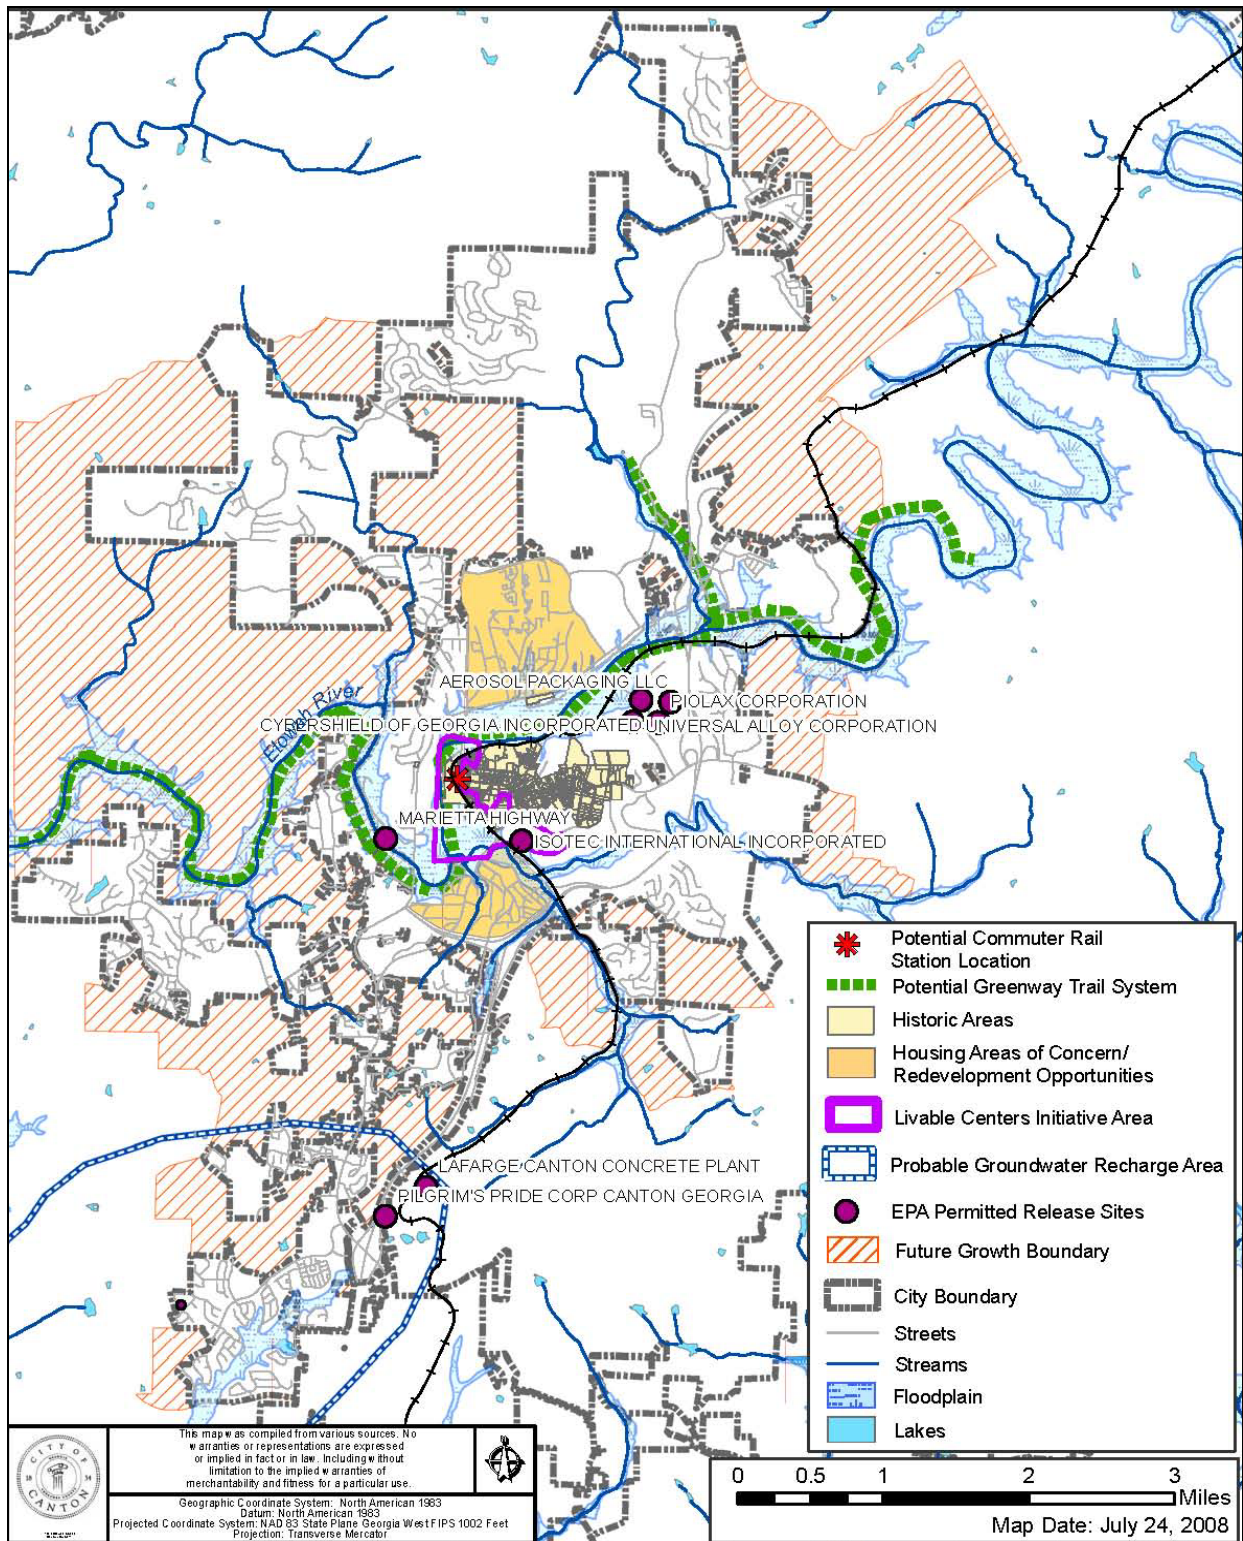 AEROSOL PACKAGING LLC
PIOLAX CORPORATION
CYBERSHIELD OF GEORGIA INCORPORATED
UNIVERSAL ALLOY CORPORATION
Etowah River
MARIETTA HIGHWAY
ISOTEC INTERNATIONAL INCORPORATED
LAFARGE CANTON CONCRETE PLANT
PILGRIM'S PRIDE CORP CANTON GEORGIA
Potential Commuter Rail
Station Location
Potential Greenway Trail System
Historic Areas
Housing Areas of Concern/
Redevelopment Opportunities
Livable Centers Initiative Area
Probable Groundwater Recharge Area
EPA Permitted Release Sites
Future Growth Boundary
City Boundary
Streets
Streams
Floodplain
Lakes
CITY OF
18 34
CANTON
This map was compiled from various sources. No
warranties or representations are expressed
or implied in fact or in law. Including without
limitation to the implied warranties of
merchantability and fitness for a particular use.
Geographic Coordinate System: North American 1983
Datum: North American 1983
Projected Coordinate System: NAD 83 State Plane Georgia West FIPS 1002 Feet
Projection: Transverse Mercator
0 0.5 1 2 3
Miles
Map Date: July 24, 2008